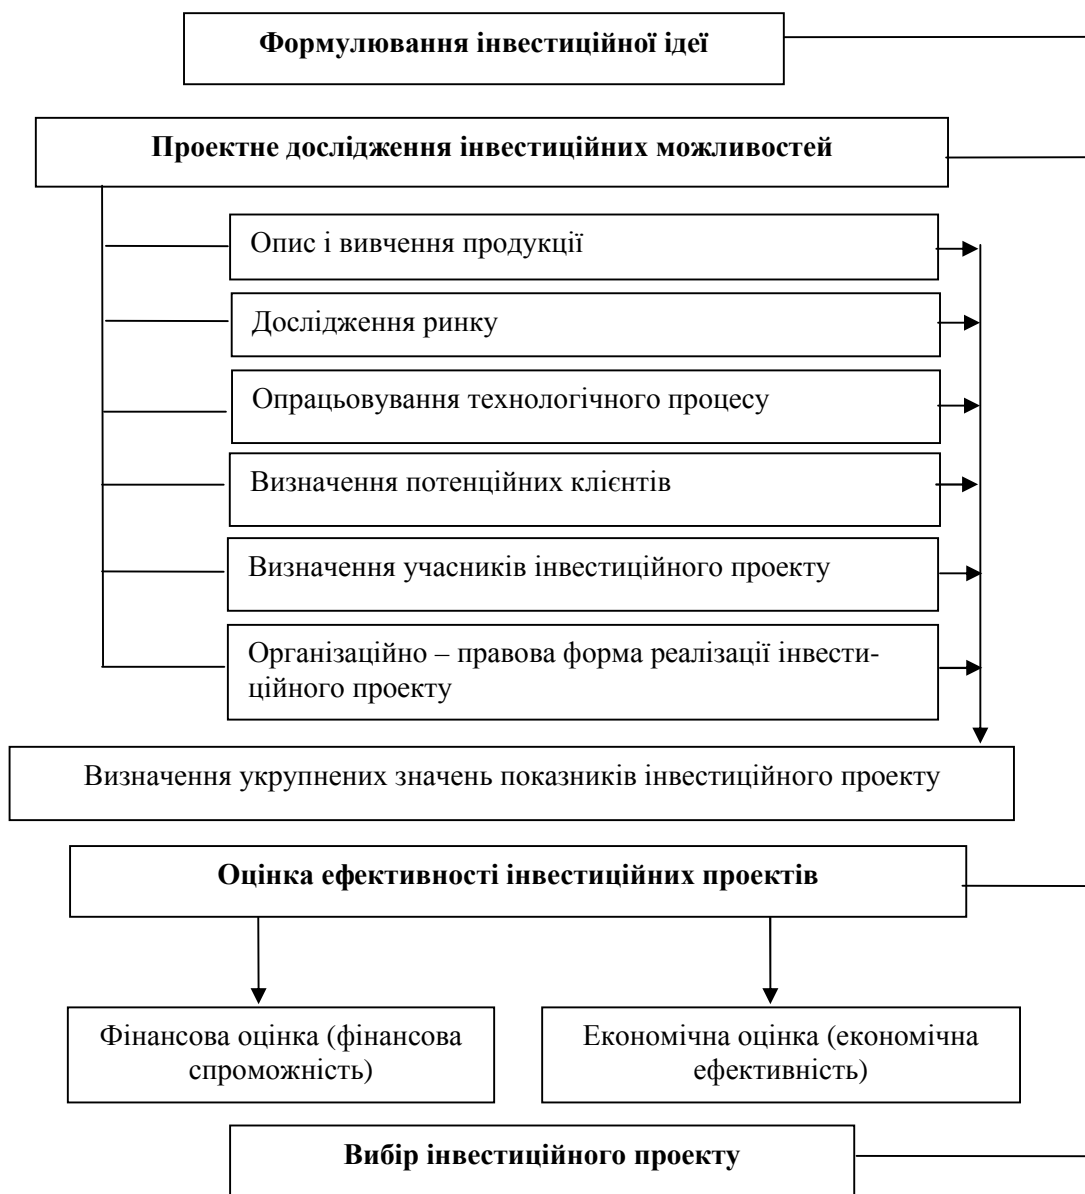 Формулювання інвестиційної ідеї
Проектне дослідження інвестиційних можливостей
Опис і вивчення продукції
Дослідження ринку
Опрацьовування технологічного процесу
Визначення потенційних клієнтів
Визначення учасників інвестиційного проекту
Організаційно – правова форма реалізації інвести-
ційного проекту
Визначення укрупнених значень показників інвестиційного проекту
Оцінка ефективності інвестиційних проектів
Фінансова оцінка (фінансова
спроможність)
Економічна оцінка (економічна
ефективність)
Вибір інвестиційного проекту